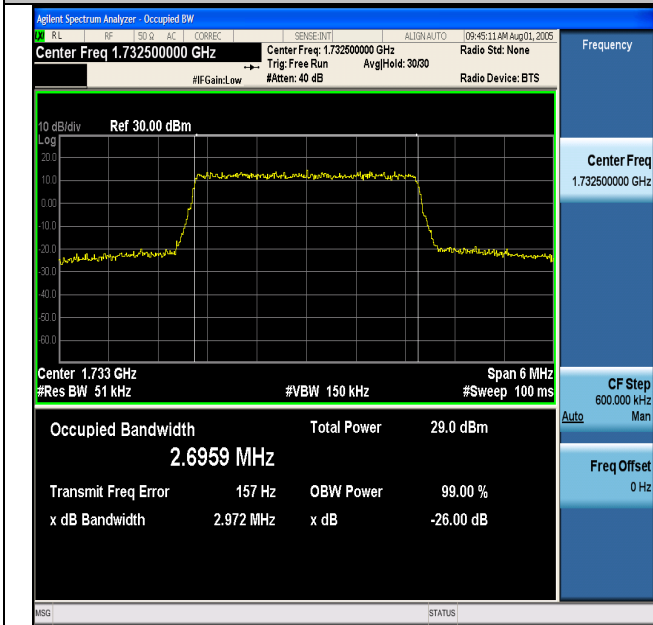 Agilent Spectrum Analyzer - Occupied BW
RL RF 50 Ω AC CORREC SENSE:INT ALIGN AUTO 09:45:11 AM Aug 01, 2005
Center Freq 1.732500000 GHz
Center Freq: 1.732500000 GHz
Radio Std: None
Trig: Free Run Avg|Hold: 30/30
#IFGain:Low
#Atten: 40 dB
Radio Device: BTS
Frequency
10 dB/div Ref 30.00 dBm
Log
20.0
10.0
0.00
-10.0
-20.0
-30.0
-40.0
-50.0
-60.0
Center 1.733 GHz
Span 6 MHz
#Res BW 51 kHz
#VBW 150 kHz
#Sweep 100 ms
Center Freq
1.732500000 GHz
CF Step
600.000 kHz
Auto Man
Freq Offset
0 Hz
Occupied Bandwidth
2.6959 MHz
Total Power 29.0 dBm
Transmit Freq Error 157 Hz
OBW Power 99.00 %
x dB Bandwidth 2.972 MHz
x dB -26.00 dB
MSG
STATUS